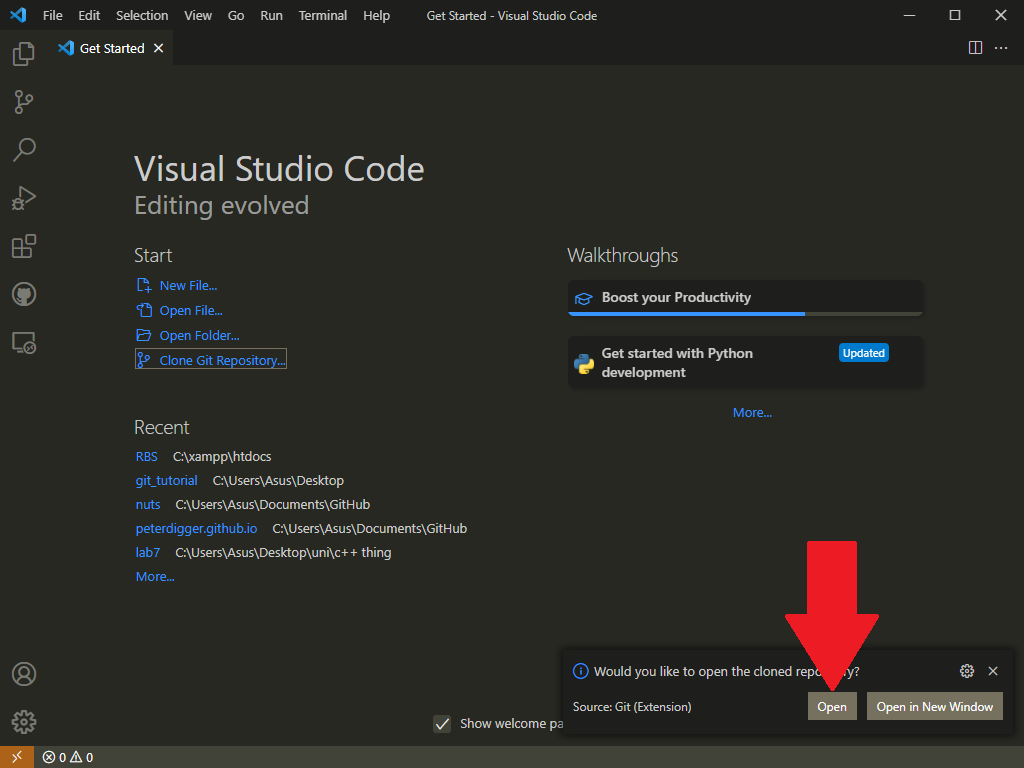 File Edit Selection View Go Run Terminal Help Get Started - Visual Studio Code
Get Started
Visual Studio Code
Editing evolved
Start
New File...
Open File...
Open Folder...
Clone Git Repository...
Recent
RBS C:\xampp\htdocs
git_tutorial C:\Users\Asus\Desktop
nuts C:\Users\Asus\Documents\GitHub
peterdigger.github.io C:\Users\Asus\Documents\GitHub
lab7 C:\Users\Asus\Desktop\uni\c++ thing
More...
Walkthroughs
Boost your Productivity
Get started with Python
development
Updated
More...
Would you like to open the cloned repository?
Source: Git (Extension) Open Open in New Window
Show welcome pa
0 0